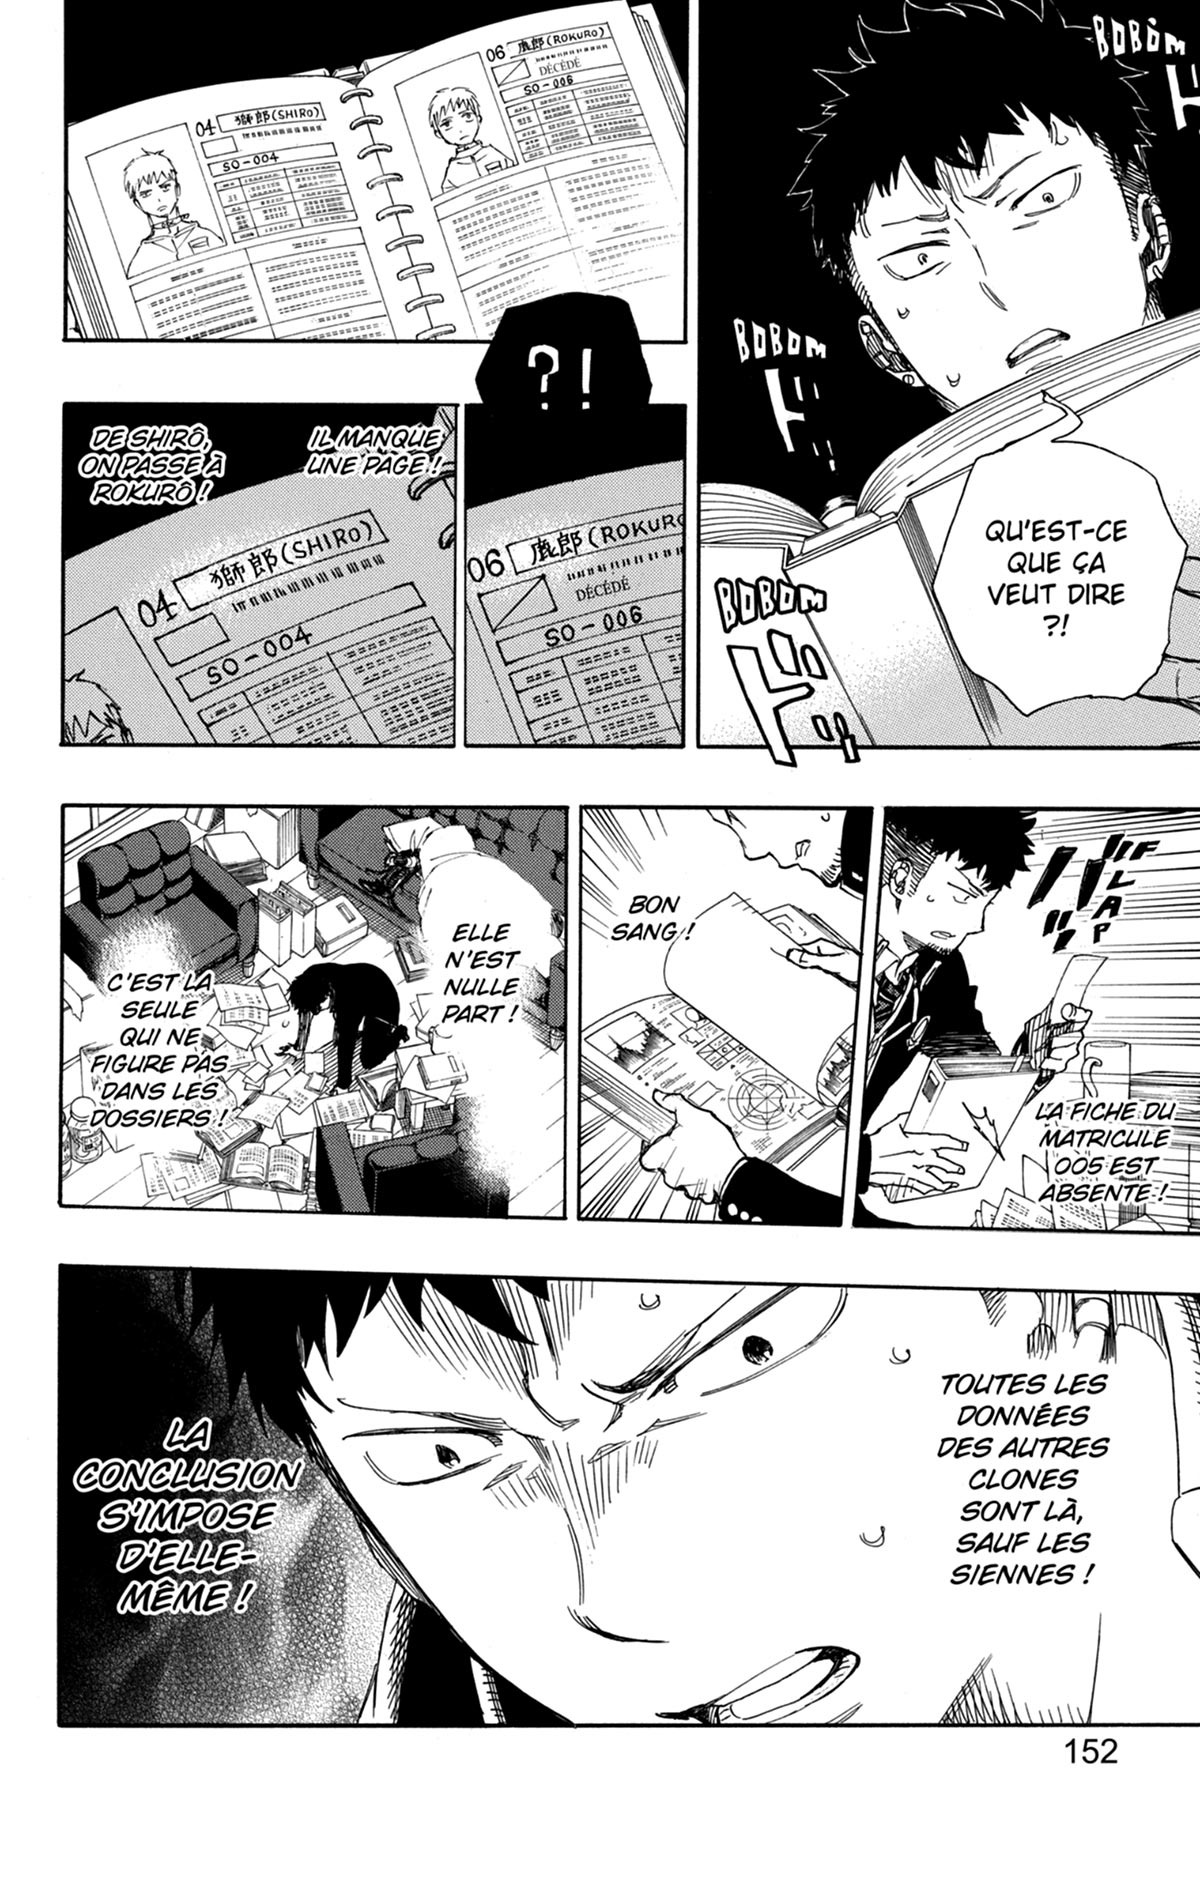 BOBOM
BOBOM
ド
QU'EST-CE
QUE ÇA
VEUT DIRE
?!
BOBOM
ドドッ
06 鹿郎(ROKURO)
DÉCÉDÉ
SO-006
04 獅郎(SHIRO)
SO-004
?!
06 鹿郎(ROKURO
DÉCÉDÉ
SO-006
IL MANQUE
UNE PAGE !
DE SHIRÔ,
ON PASSE À
ROKURÔ !
04 獅郎(SHIRO)
SO-004
FLAP
LA FICHE DU
MATRICULE
005 EST
ABSENTE !
BON
SANG !
ELLE
N'EST
NULLE
PART !
C'EST LA
SEULE
QUI NE
FIGURE PAS
DANS LES
DOSSIERS !
TOUTES LES
DONNÉES
DES AUTRES
CLONES
SONT LÀ,
SAUF LES
SIENNES !
LA
CONCLUSION
S'IMPOSE
D'ELLE-
MÊME !
152